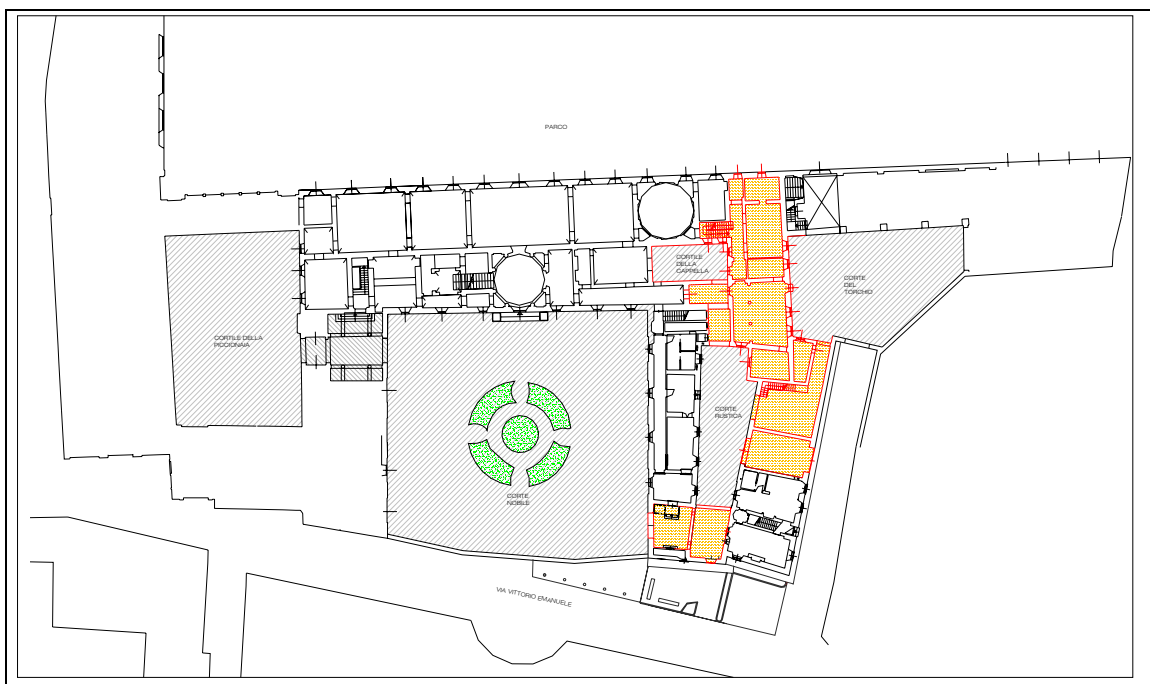 PARCO
CORTILE
DELLA
CAPPELLA
CORTE
DEL
TORCHIO
CORTILE DELLA
PICCIONAIA
CORTE
RUSTICA
CORTE
NOBILE
VIA VITTORIO EMANUELE